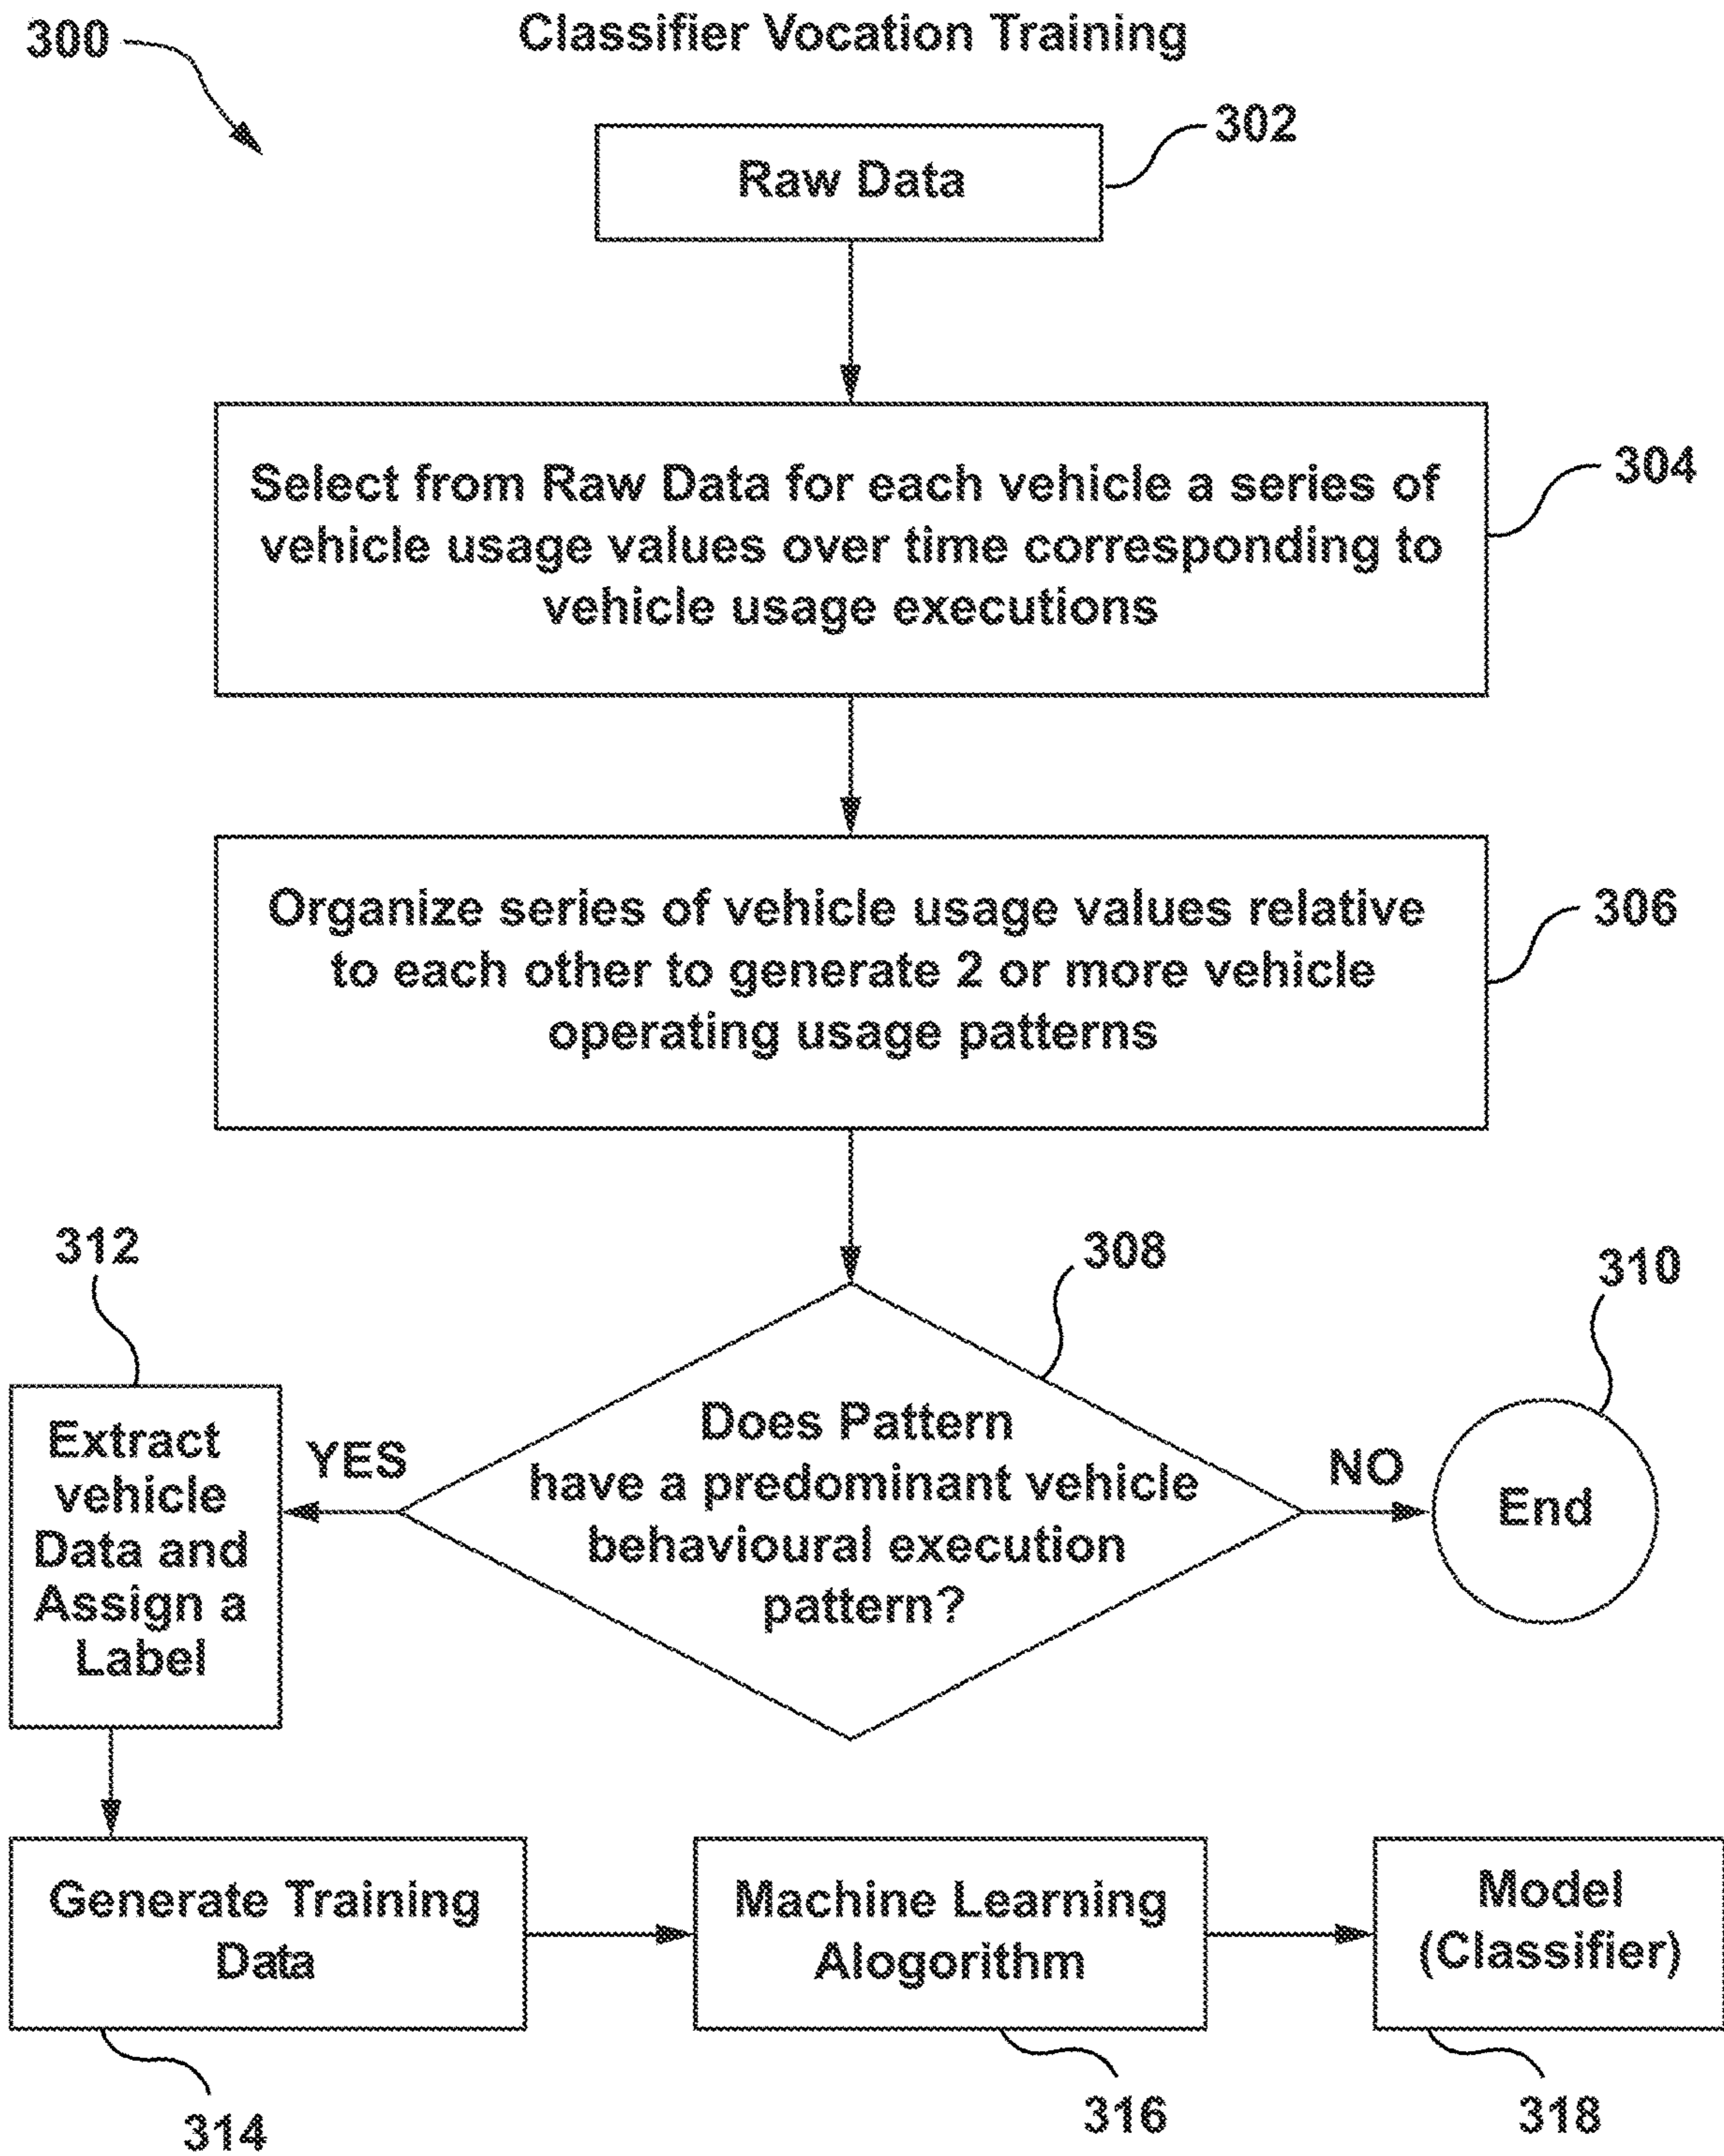 Classifier Vocation Training
300
302
Raw Data
304
Select from Raw Data for each vehicle a series of
vehicle usage values over time corresponding to
vehicle usage executions
306
Organize series of vehicle usage values relative
to each other to generate 2 or more vehicle
operating usage patterns
312
308
310
Extract
vehicle
Data and
Assign a
Label
YES
Does Pattern
have a predominant vehicle
behavioural execution
pattern?
NO
End
Generate Training
Data
Machine Learning
Alogorithm
Model
(Classifier)
314
316
318